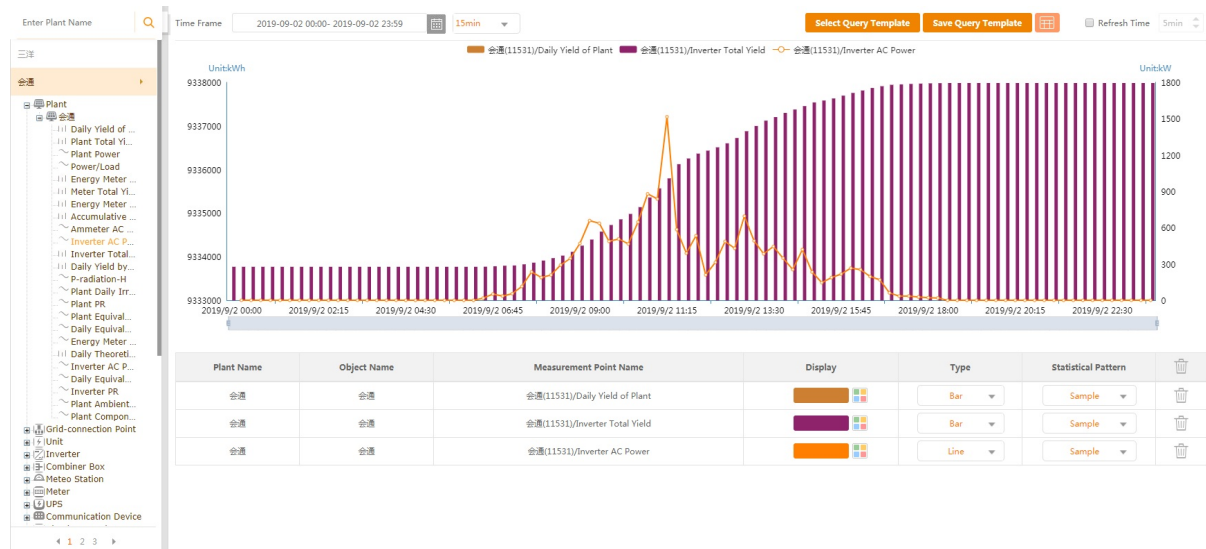 Enter Plant Name
Time Frame 2019-09-02 00:00- 2019-09-02 23:59 15min Select Query Template Save Query Template Refresh Time 5min
三洋
会通
Plant
会通
Daily Yield of ...
Plant Total Yi...
Plant Power
Power/Load
Energy Meter ...
Meter Total Yi...
Energy Meter ...
Accumulative ...
Ammeter AC ...
Inverter AC P...
Inverter Total...
Daily Yield by...
P-radiation-H
Plant Daily Irr...
Plant PR
Plant Equival...
Daily Equival...
Energy Meter ...
Daily Theoreti...
Inverter AC P...
Daily Equival...
Inverter PR
Plant Ambient...
Plant Compon...
Grid-connection Point
Unit
Inverter
Combiner Box
Meteo Station
Meter
UPS
Communication Device
1 2 3
会通(11531)/Daily Yield of Plant 会通(11531)/Inverter Total Yield 会通(11531)/Inverter AC Power
Unit:kWh Unit:kW
9338000 1800
9337000 1500
1200
9336000
900
9335000
600
9334000
300
9333000 0
2019/9/2 00:00 2019/9/2 02:15 2019/9/2 04:30 2019/9/2 06:45 2019/9/2 09:00 2019/9/2 11:15 2019/9/2 13:30 2019/9/2 15:45 2019/9/2 18:00 2019/9/2 20:15 2019/9/2 22:30
Plant Name Object Name Measurement Point Name Display Type Statistical Pattern
会通 会通 会通(11531)/Daily Yield of Plant Bar Sample
会通 会通 会通(11531)/Inverter Total Yield Bar Sample
会通 会通 会通(11531)/Inverter AC Power Line Sample